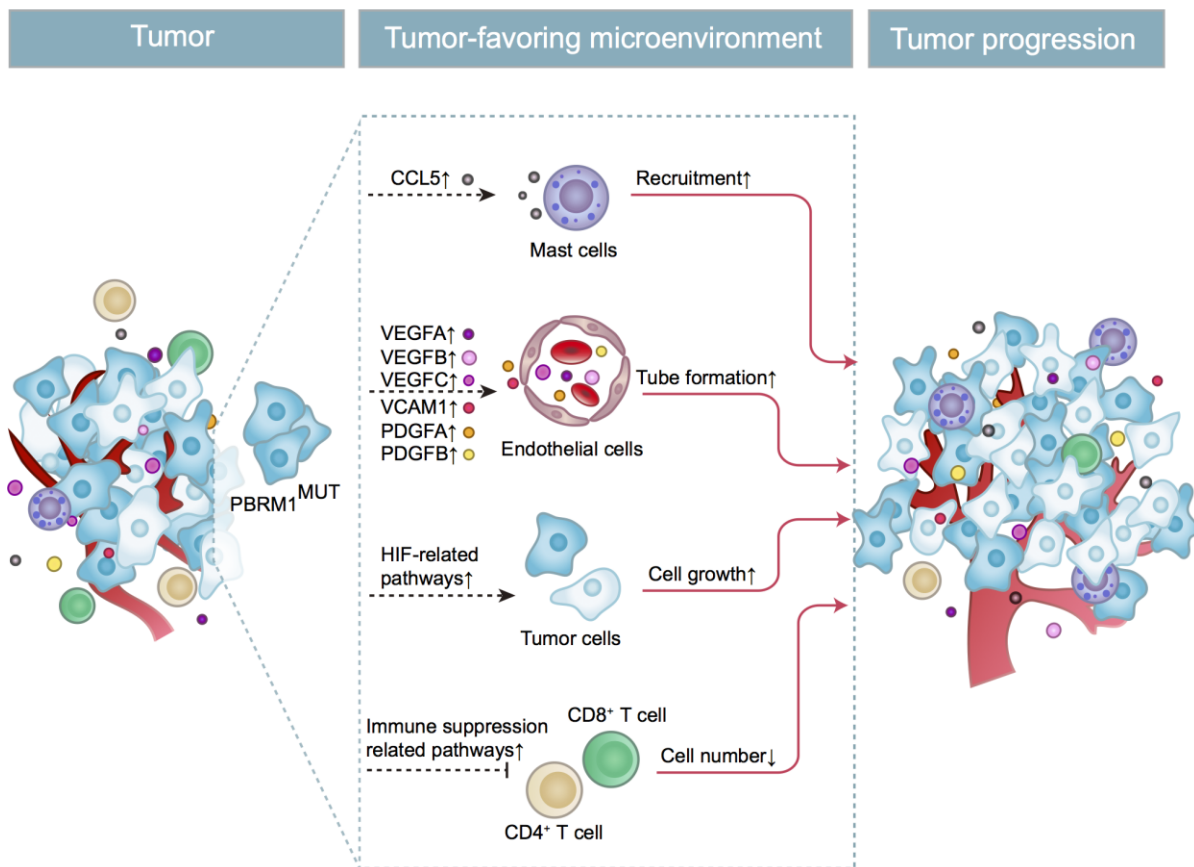 Tumor
Tumor-favoring microenvironment
Tumor progression
CCL5↑
Recruitment↑
Mast cells
VEGFA↑
VEGFB↑
VEGFC↑
VCAM1↑
PDGFA↑
PDGFB↑
Tube formation↑
Endothelial cells
PBRM1ᴹᵁᵀ
HIF-related
pathways↑
Cell growth↑
Tumor cells
Immune suppression
related pathways↑
CD8⁺ T cell
Cell number↓
CD4⁺ T cell